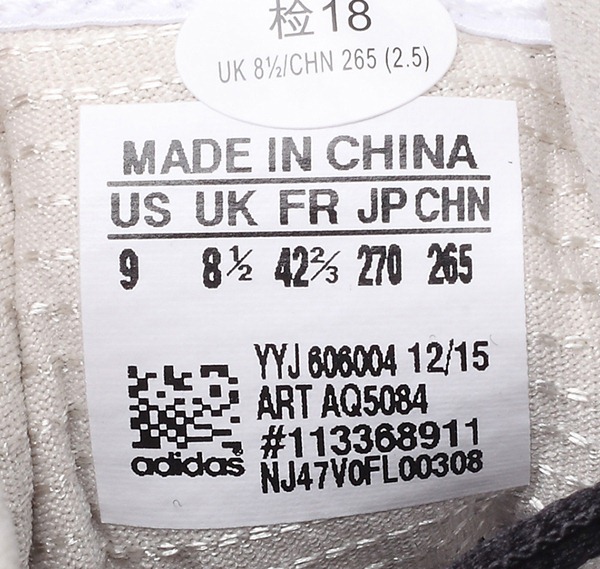 检18
UK 8½/CHN 265 (2.5)
MADE IN CHINA
US UK FR JP CHN
9 8½ 42⅔ 270 265
YYJ 606004 12/15
ART AQ5084
#113368911
adidas NJ47V0FL00308